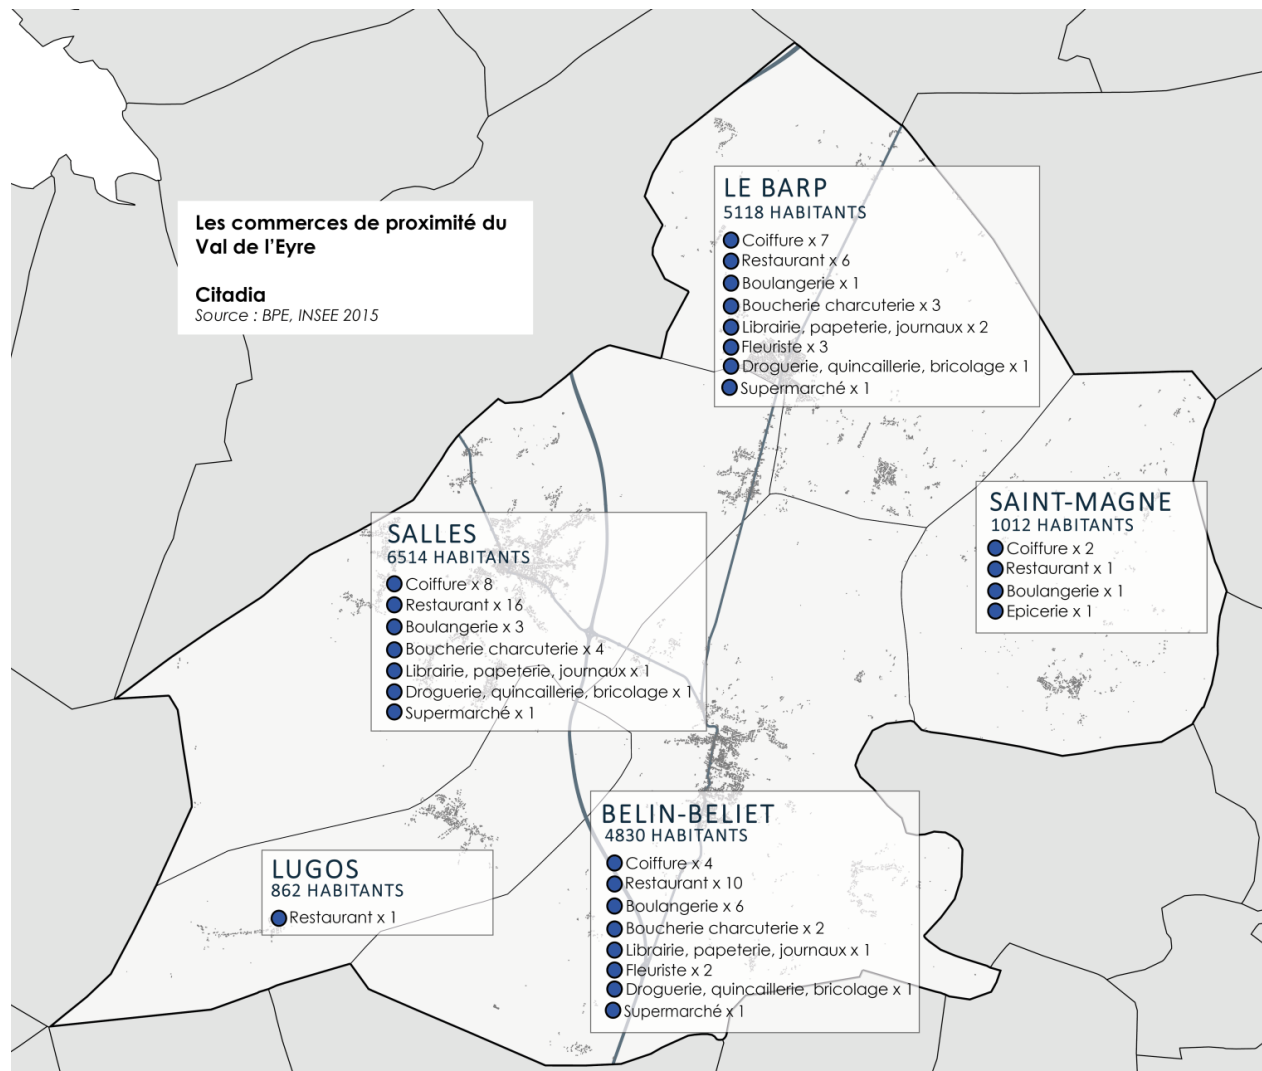 Les commerces de proximité du
Val de l'Eyre
Citadia
Source : BPE, INSEE 2015
LE BARP
5118 HABITANTS
Coiffure x 7
Restaurant x 6
Boulangerie x 1
Boucherie charcuterie x 3
Librairie, papeterie, journaux x 2
Fleuriste x 3
Droguerie, quincaillerie, bricolage x 1
Supermarché x 1
SAINT-MAGNE
1012 HABITANTS
Coiffure x 2
Restaurant x 1
Boulangerie x 1
Epicerie x 1
SALLES
6514 HABITANTS
Coiffure x 8
Restaurant x 16
Boulangerie x 3
Boucherie charcuterie x 4
Librairie, papeterie, journaux x 1
Droguerie, quincaillerie, bricolage x 1
Supermarché x 1
BELIN-BELIET
4830 HABITANTS
Coiffure x 4
Restaurant x 10
Boulangerie x 6
Boucherie charcuterie x 2
Librairie, papeterie, journaux x 1
Fleuriste x 2
Droguerie, quincaillerie, bricolage x 1
Supermarché x 1
LUGOS
862 HABITANTS
Restaurant x 1